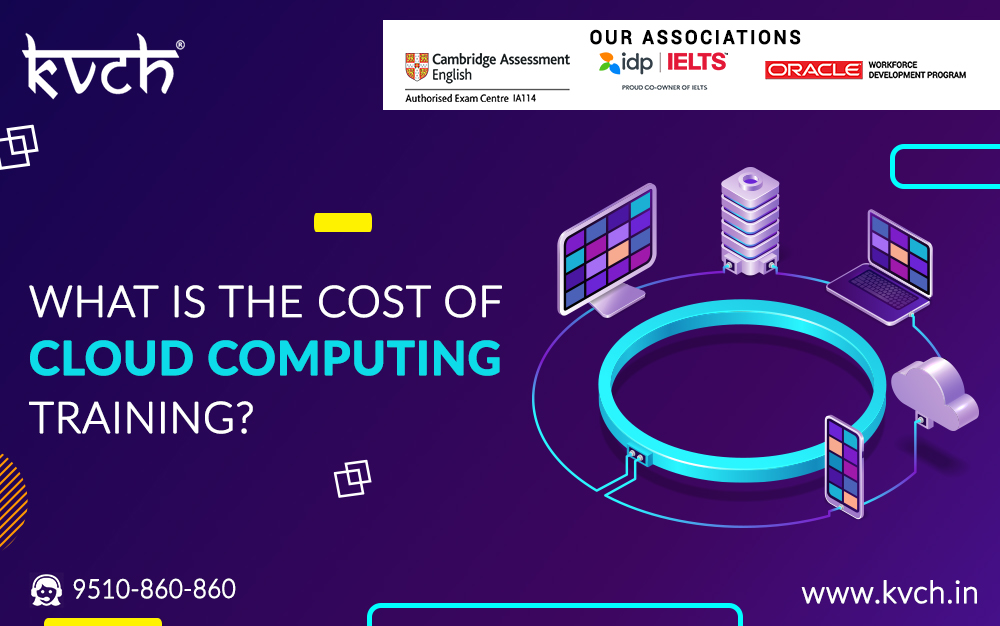 kvch®
OUR ASSOCIATIONS
Cambridge Assessment
English
Authorised Exam Centre IA114
idp | IELTS™
PROUD CO-OWNER OF IELTS
ORACLE
WORKFORCE
DEVELOPMENT PROGRAM
WHAT IS THE COST OF
CLOUD COMPUTING
TRAINING?
9510-860-860
www.kvch.in